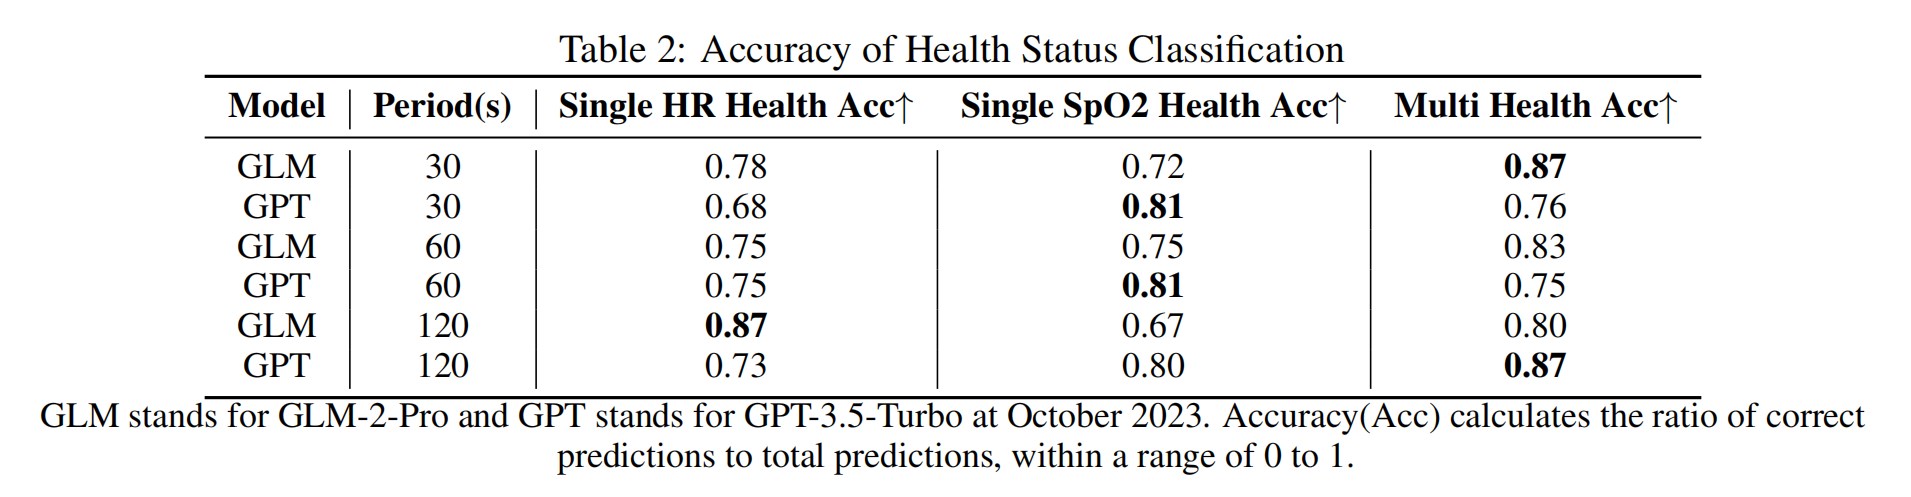 Table 2: Accuracy of Health Status Classification
Model Period(s) Single HR Health Acc↑ Single SpO2 Health Acc↑ Multi Health Acc↑
GLM 30 0.78 0.72 0.87
GPT 30 0.68 0.81 0.76
GLM 60 0.75 0.75 0.83
GPT 60 0.75 0.81 0.75
GLM 120 0.87 0.67 0.80
GPT 120 0.73 0.80 0.87
GLM stands for GLM-2-Pro and GPT stands for GPT-3.5-Turbo at October 2023. Accuracy(Acc) calculates the ratio of correct
predictions to total predictions, within a range of 0 to 1.